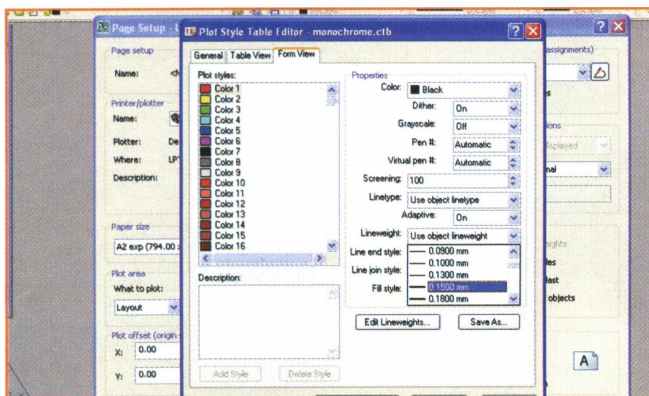 Page Setup - L
Plot Style Table Editor - monochrome.ctb
General
Table View
Form View
Page setup
Name:
Printer/plotter
Name:
Plotter:
De
Where:
LPT
Description:
Paper size
A2 exp (794.00 x
Plot area
What to plot:
Layout
Plot offset (origin s
X:
0.00
Y:
0.00
Plot styles:
Color 1
Color 2
Color 3
Color 4
Color 5
Color 6
Color 7
Color 8
Color 9
Color 10
Color 11
Color 12
Color 13
Color 14
Color 15
Color 16
Description:
Add Style
Delete Style
Properties
Color:
Black
Dither:
On
Grayscale:
Off
Pen #:
Automatic
Virtual pen #:
Automatic
Screening:
100
Linetype:
Use object linetype
Adaptive:
On
Lineweight:
Use object lineweight
Line end style:
Line join style:
Fill style:
0.0900 mm
0.1000 mm
0.1300 mm
0.1500 mm
0.1800 mm
Edit Lineweights...
Save As...
assignments)
ions
isplayed
mal
ights
les
last
objects
A